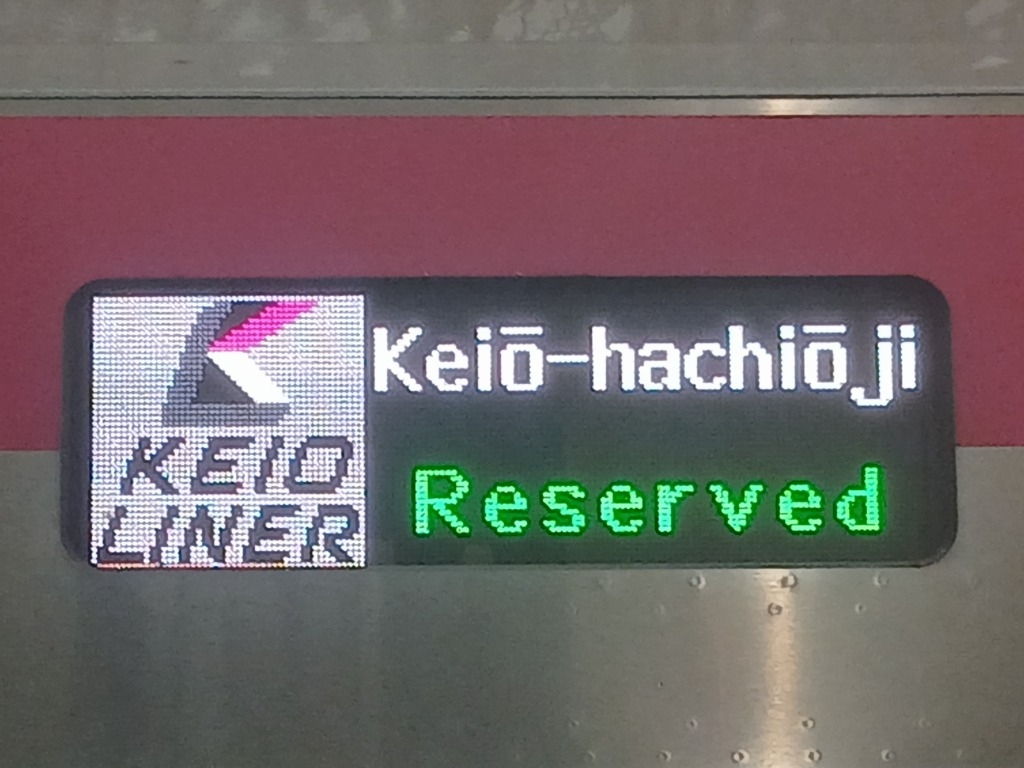 KEIO
LINER
Keiō-hachiōji
Reserved